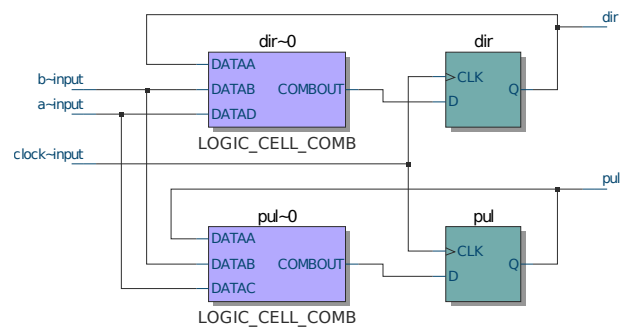 dir
dir~0
dir
DATAA
CLK
b~input
DATAB
COMBOUT
Q
D
a~input
DATAD
LOGIC_CELL_COMB
clock~input
pul
pul~0
pul
DATAA
CLK
DATAB
COMBOUT
Q
D
DATAC
LOGIC_CELL_COMB